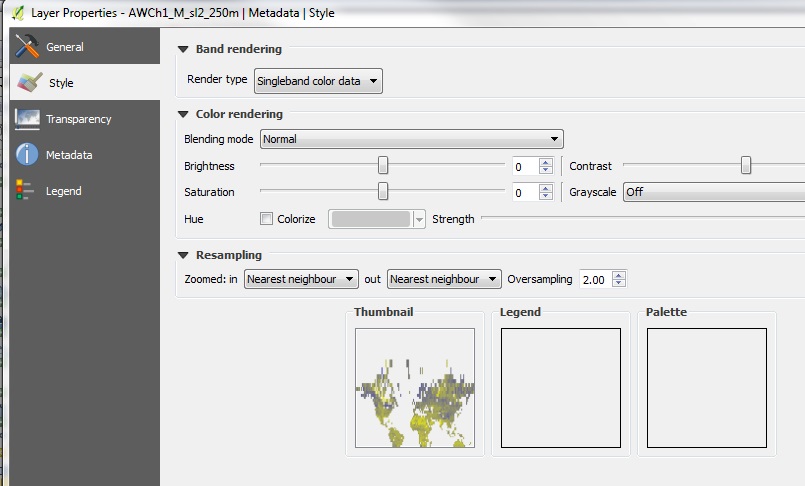 Layer Properties - AWCh1_M_sl2_250m | Metadata | Style
General
Style
Transparency
Metadata
Legend
Band rendering
Render type Singleband color data
Color rendering
Blending mode Normal
Brightness 0 Contrast
Saturation 0 Grayscale Off
Hue Colorize Strength
Resampling
Zoomed: in Nearest neighbour out Nearest neighbour Oversampling 2.00
Thumbnail Legend Palette